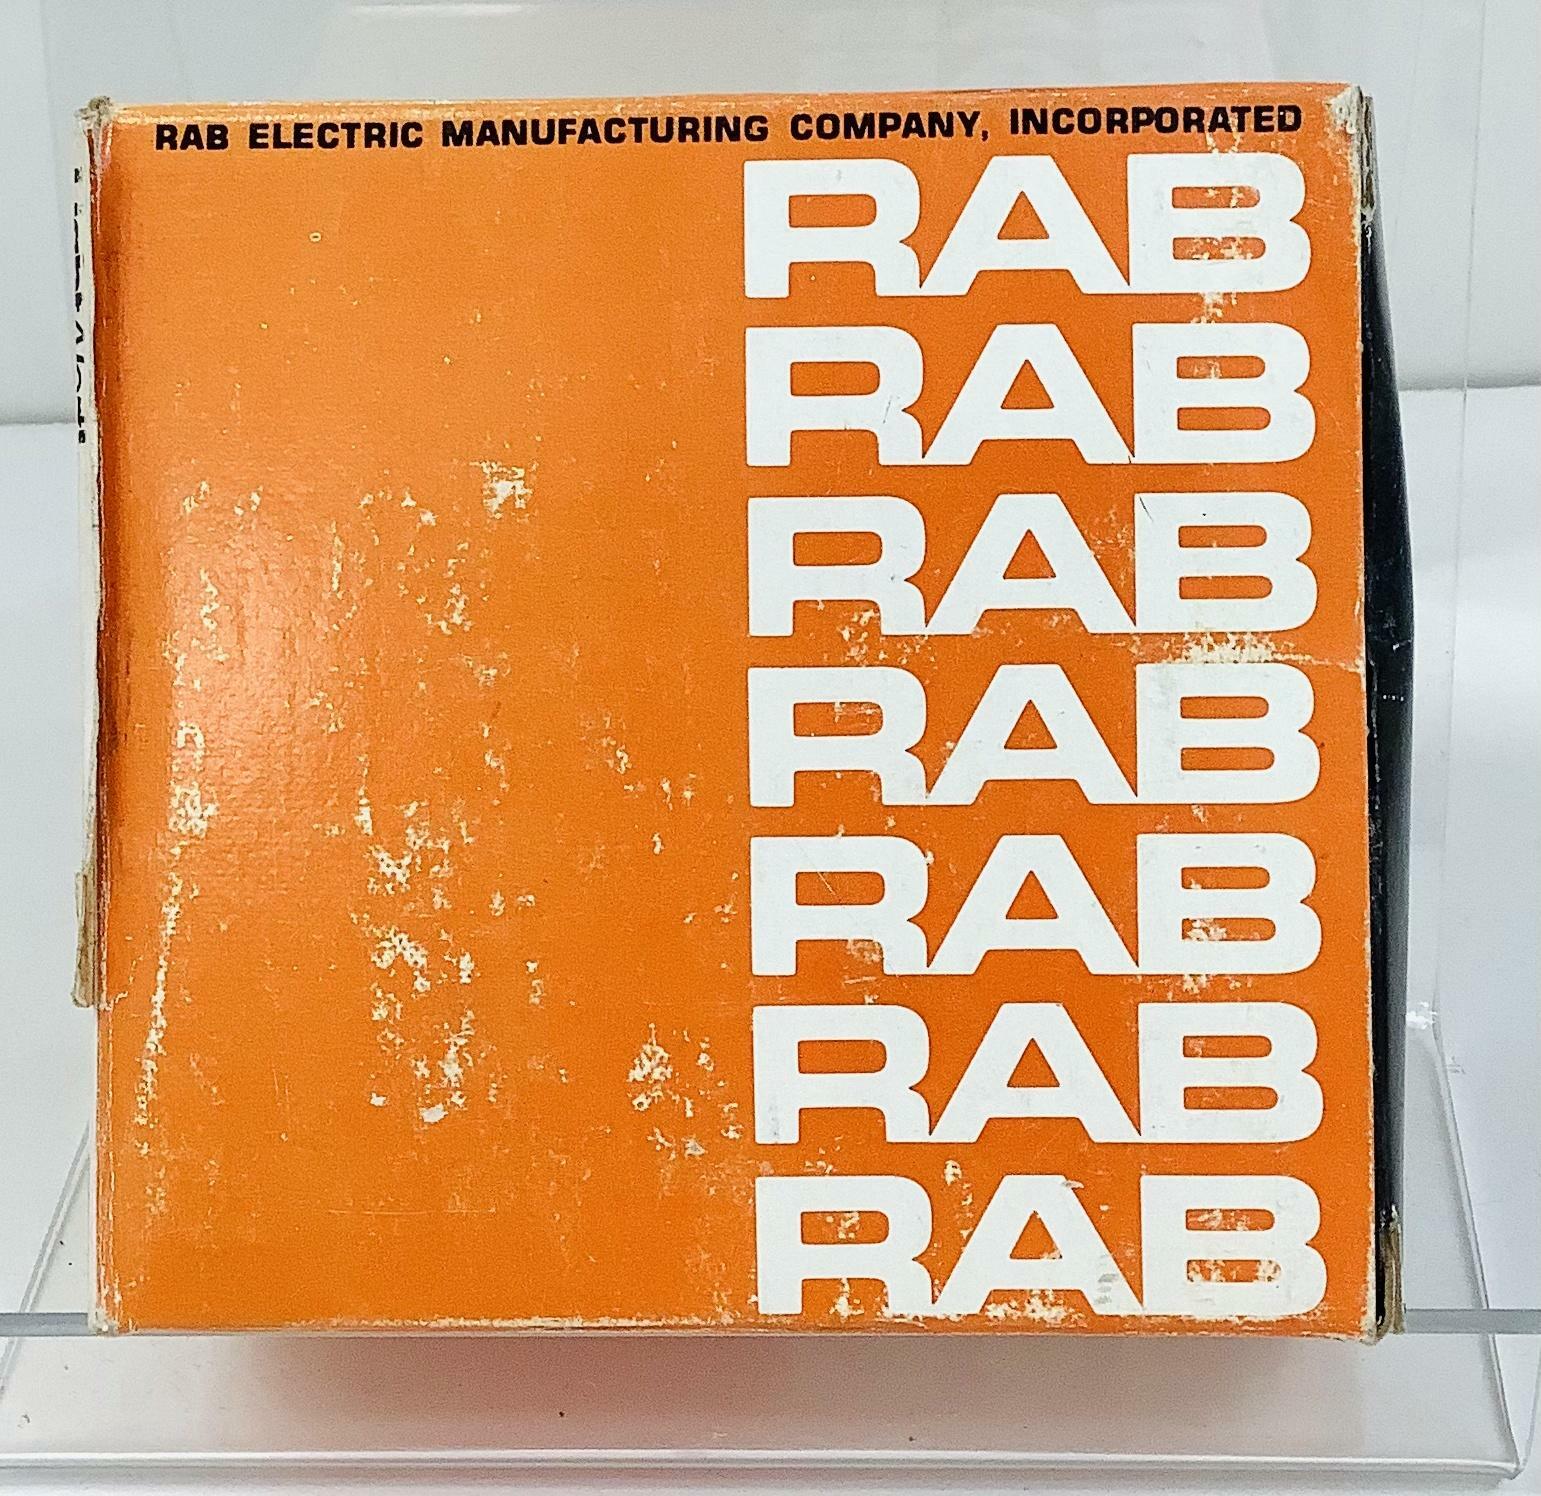 RAB ELECTRIC MANUFACTURING COMPANY, INCORPORATED
RAB
RAB
RAB
RAB
RAB
RAB
RAB